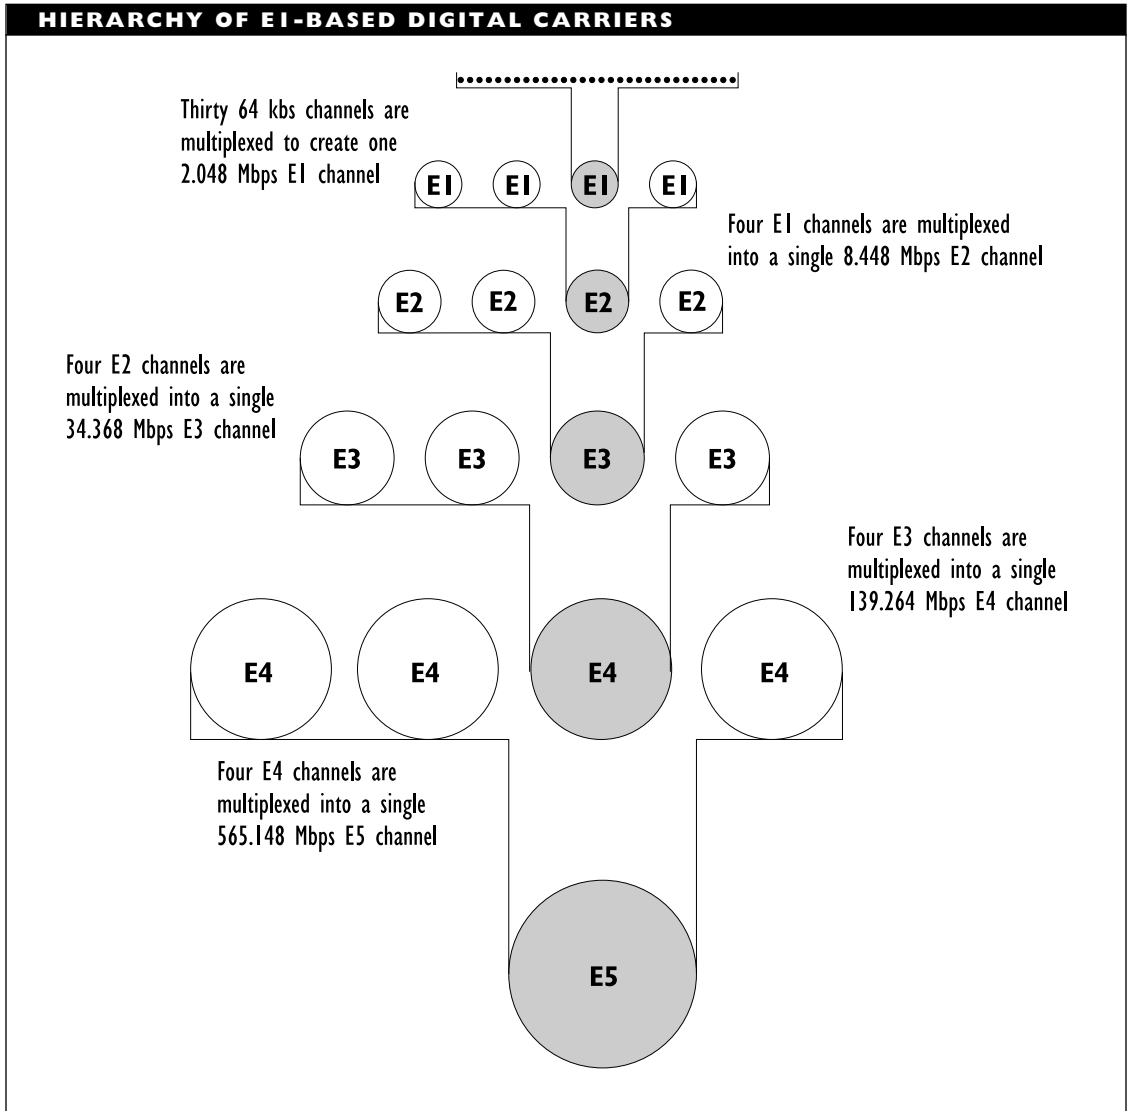 HIERARCHY OF E1-BASED DIGITAL CARRIERS
Thirty 64 kbs channels are
multiplexed to create one
2.048 Mbps E1 channel
E1 E1 E1 E1
Four E1 channels are multiplexed
into a single 8.448 Mbps E2 channel
E2 E2 E2 E2
Four E2 channels are
multiplexed into a single
34.368 Mbps E3 channel
E3 E3 E3 E3
Four E3 channels are
multiplexed into a single
139.264 Mbps E4 channel
E4 E4 E4 E4
Four E4 channels are
multiplexed into a single
565.148 Mbps E5 channel
E5